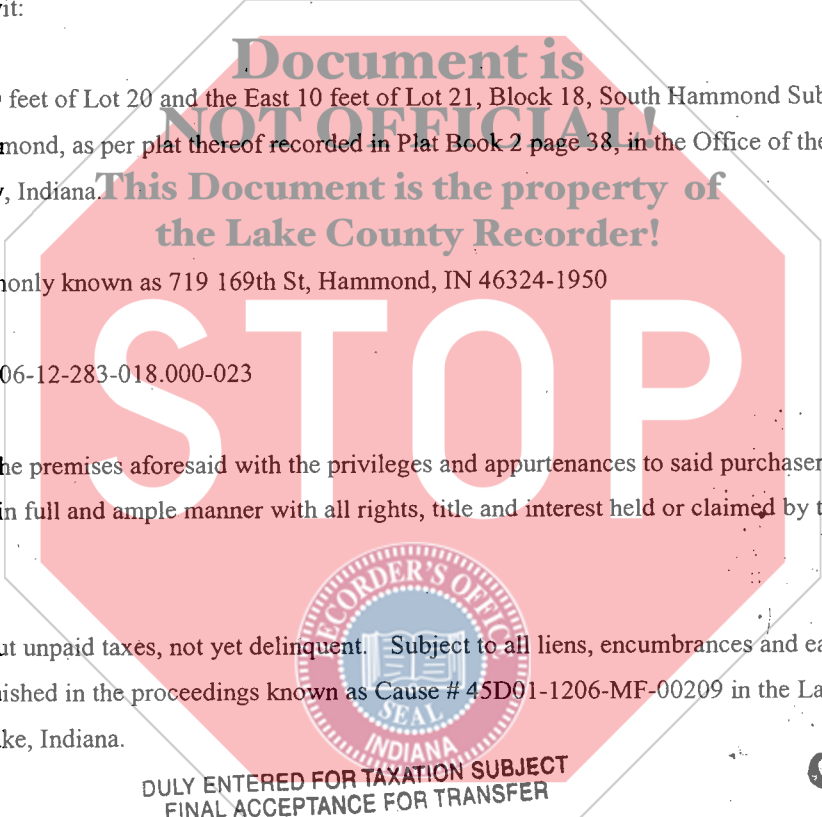 it:
Document is
feet of Lot 20 and the East 10 feet of Lot 21, Block 18, South Hammond Sub
NOT OFFICIAL!
mond, as per plat thereof recorded in Plat Book 2 page 38, in the Office of the
, Indiana.
This Document is the property of
the Lake County Recorder!
only known as 719 169th St, Hammond, IN 46324-1950
STOP
06-12-283-018.000-023
he premises aforesaid with the privileges and appurtenances to said purchaser
in full and ample manner with all rights, title and interest held or claimed by t
RECORDER'S OFFICE
ut unpaid taxes, not yet delinquent. Subject to all liens, encumbrances and ea
ished in the proceedings known as Cause # 45D01-1206-MF-00209 in the La
SEAL
ke, Indiana.
INDIANA
DULY ENTERED FOR TAXATION SUBJECT
FINAL ACCEPTANCE FOR TRANSFER